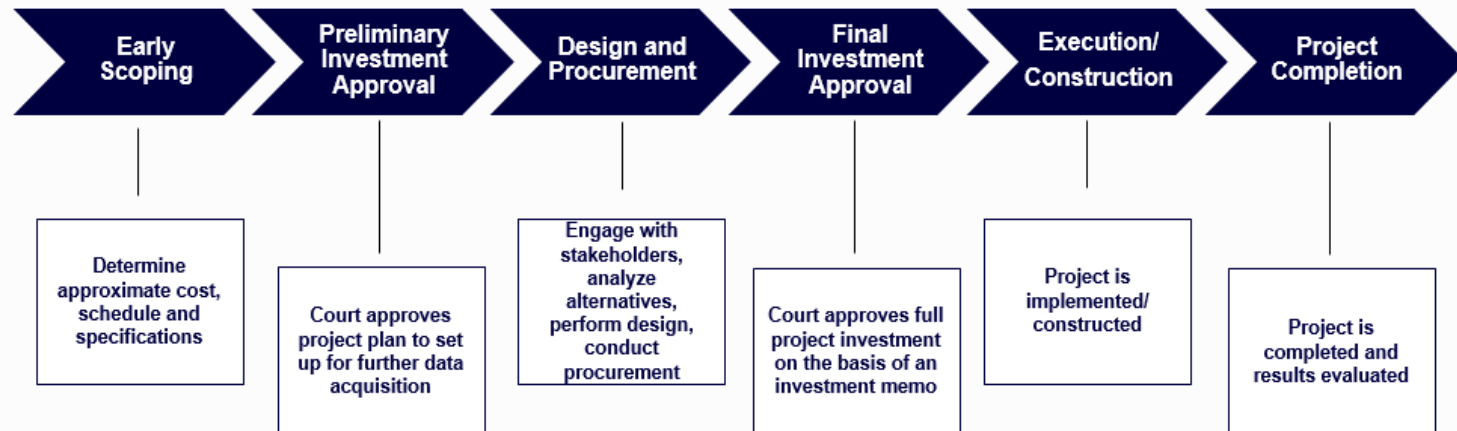 Early
Scoping
Preliminary
Investment
Approval
Design and
Procurement
Final
Investment
Approval
Execution/
Construction
Project
Completion
Determine
approximate cost,
schedule and
specifications
Court approves
project plan to set
up for further data
acquisition
Engage with
stakeholders,
analyze
alternatives,
perform design,
conduct
procurement
Court approves full
project investment
on the basis of an
investment memo
Project is
implemented/
constructed
Project is
completed and
results evaluated